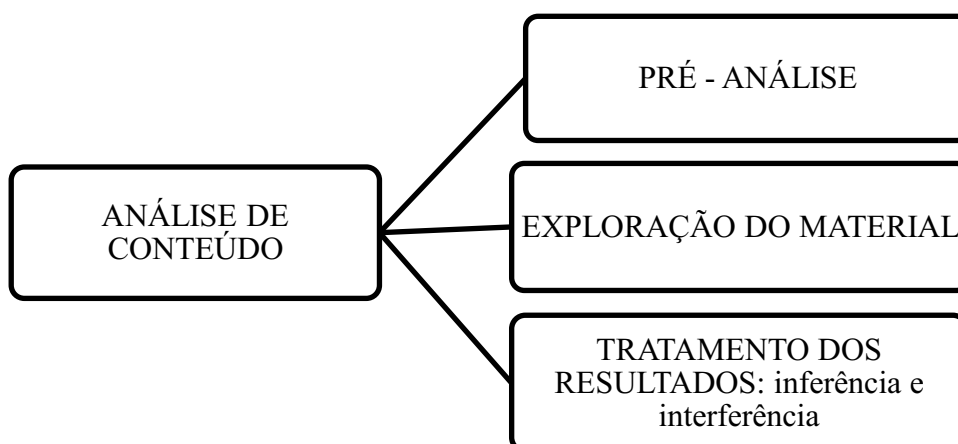 ANÁLISE DE
CONTEÚDO
PRÉ - ANÁLISE
EXPLORAÇÃO DO MATERIAL
TRATAMENTO DOS
RESULTADOS: inferência e
interferência